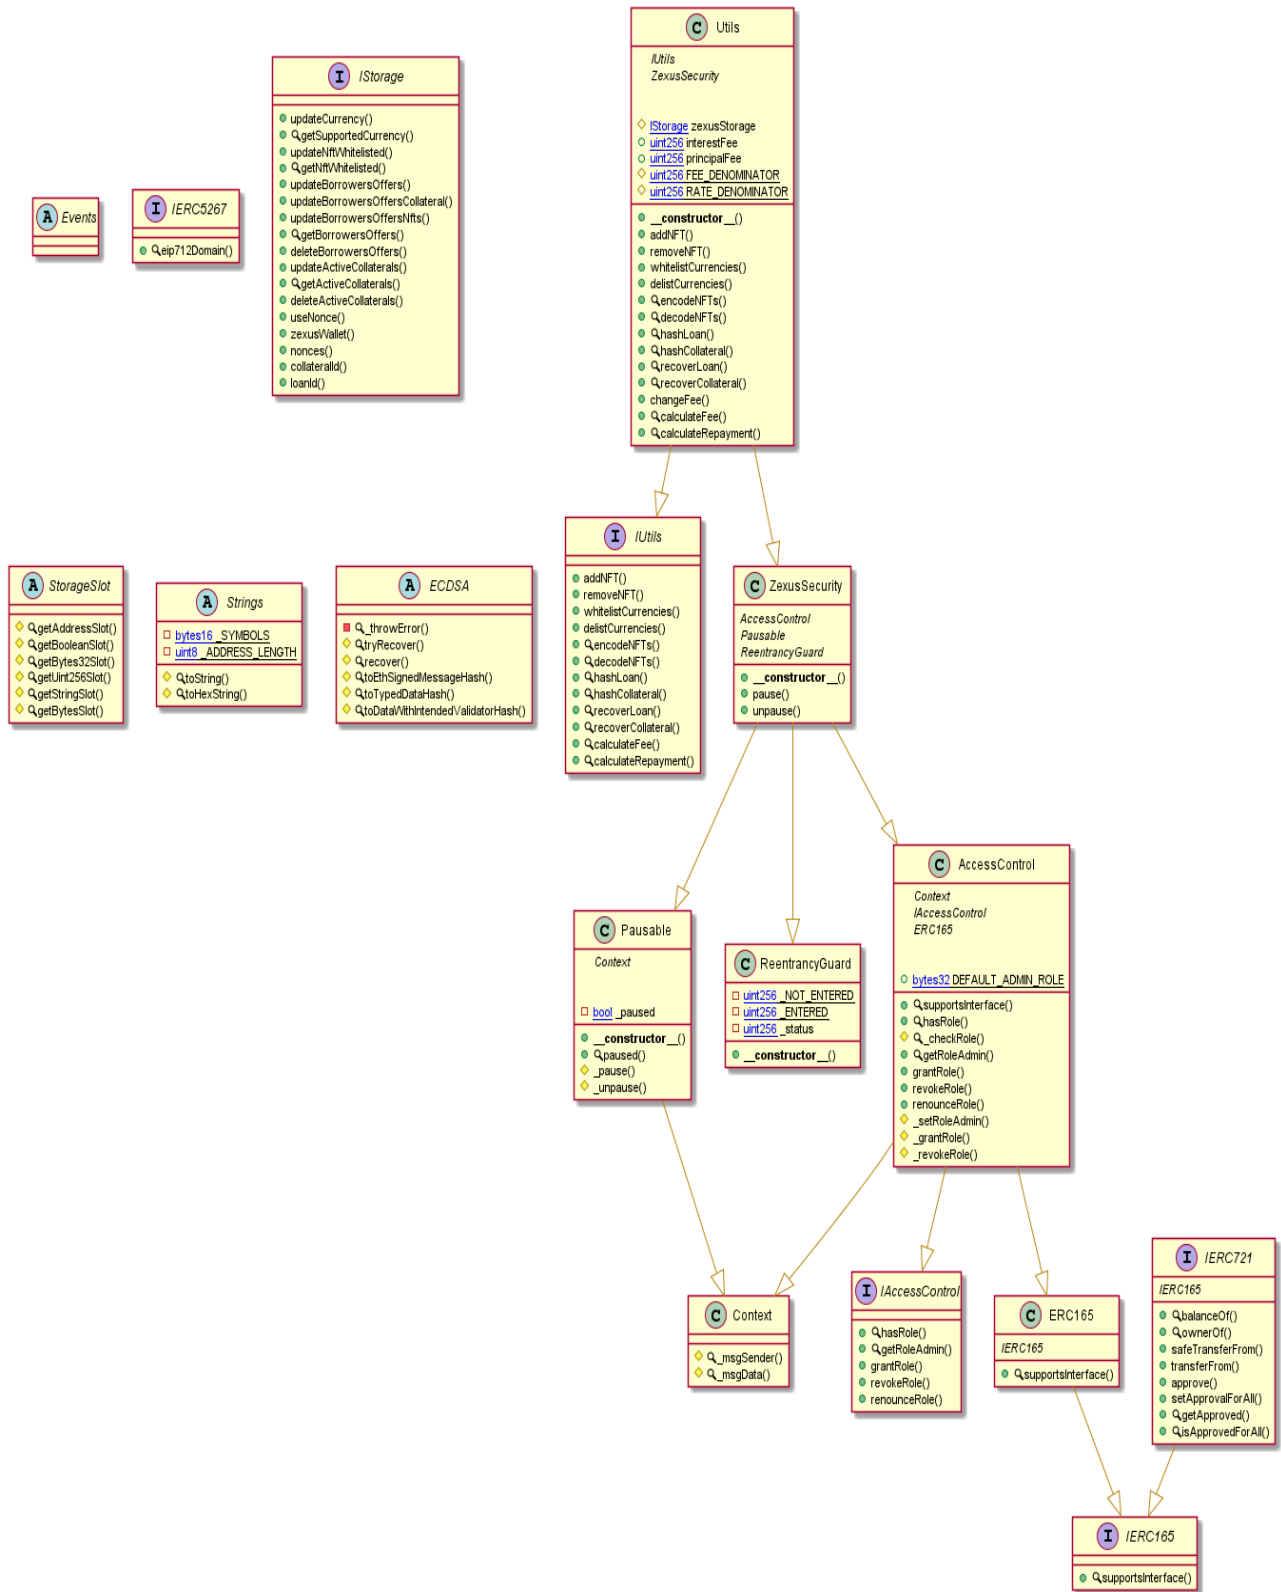 C Utils
IUtils
ZexusSecurity
IStorage zexusStorage
uint256 interestFee
uint256 principalFee
uint256 FEE_DENOMINATOR
uint256 RATE_DENOMINATOR
__constructor__()
addNFT()
removeNFT()
whitelistCurrencies()
delistCurrencies()
encodeNFTs()
decodeNFTs()
hashLoan()
hashCollateral()
recoverLoan()
recoverCollateral()
changeFee()
calculateFee()
calculateRepayment()
I IStorage
updateCurrency()
getSupportedCurrency()
updateNftWhitelisted()
getNftWhitelisted()
updateBorrowersOffers()
updateBorrowersOffersCollateral()
updateBorrowersOffersNfts()
getBorrowersOffers()
deleteBorrowersOffers()
updateActiveCollaterals()
getActiveCollaterals()
deleteActiveCollaterals()
useNonce()
zexusWallet()
nonces()
collateralId()
loanId()
A Events
I IERC5267
eip712Domain()
A StorageSlot
getAddressSlot()
getBooleanSlot()
getBytes32Slot()
getUint256Slot()
getStringSlot()
getBytesSlot()
A Strings
bytes16 _SYMBOLS
uint8 _ADDRESS_LENGTH
toString()
toHexString()
A ECDSA
_throwError()
tryRecover()
recover()
toEthSignedMessageHash()
toTypedDataHash()
toDataWithIntendedValidatorHash()
I IUtils
addNFT()
removeNFT()
whitelistCurrencies()
delistCurrencies()
encodeNFTs()
decodeNFTs()
hashLoan()
hashCollateral()
recoverLoan()
recoverCollateral()
calculateFee()
calculateRepayment()
C ZexusSecurity
AccessControl
Pausable
ReentrancyGuard
__constructor__()
pause()
unpause()
C Pausable
Context
bool _paused
__constructor__()
paused()
_pause()
_unpause()
C ReentrancyGuard
uint256 _NOT_ENTERED
uint256 _ENTERED
uint256 _status
__constructor__()
C AccessControl
Context
IAccessControl
ERC165
bytes32 DEFAULT_ADMIN_ROLE
supportsInterface()
hasRole()
_checkRole()
getRoleAdmin()
grantRole()
revokeRole()
renounceRole()
_setRoleAdmin()
_grantRole()
_revokeRole()
C Context
_msgSender()
_msgData()
I IAccessControl
hasRole()
getRoleAdmin()
grantRole()
revokeRole()
renounceRole()
C ERC165
IERC165
supportsInterface()
I IERC721
IERC165
balanceOf()
ownerOf()
safeTransferFrom()
transferFrom()
approve()
setApprovalForAll()
getApproved()
isApprovedForAll()
I IERC165
supportsInterface()